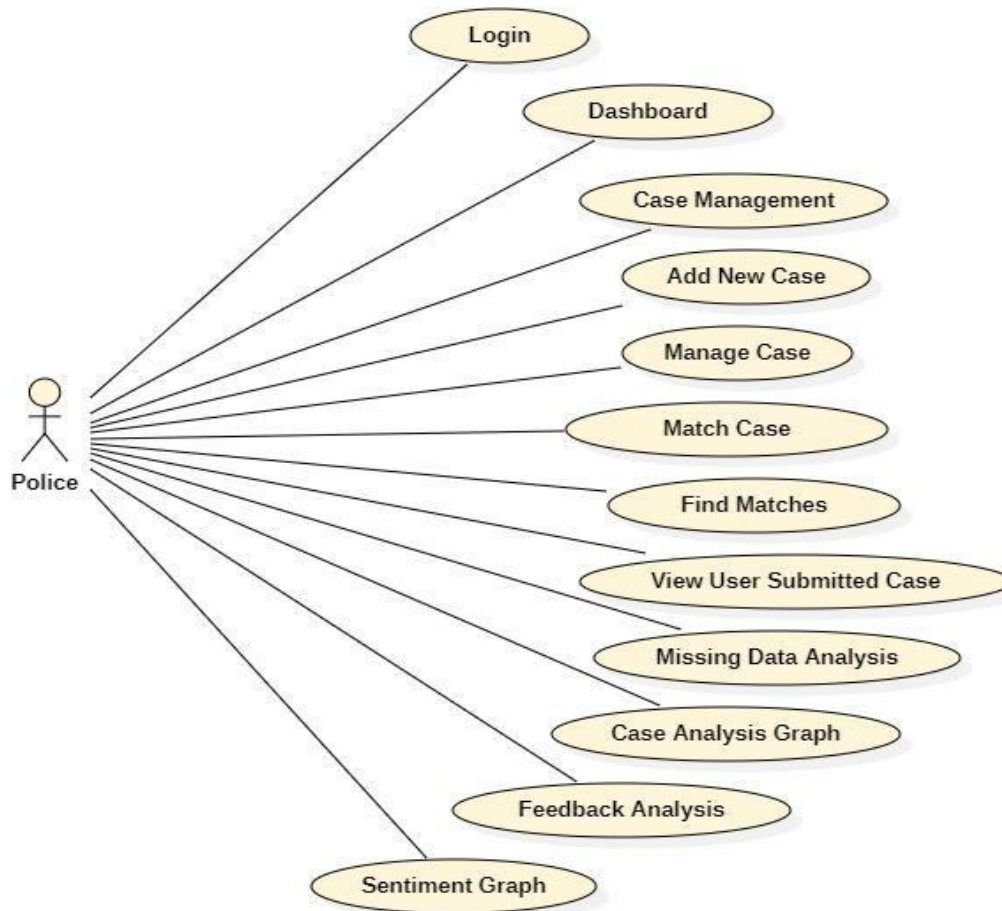 Login
Dashboard
Case Management
Add New Case
Manage Case
Match Case
Police
Find Matches
View User Submitted Case
Missing Data Analysis
Case Analysis Graph
Feedback Analysis
Sentiment Graph